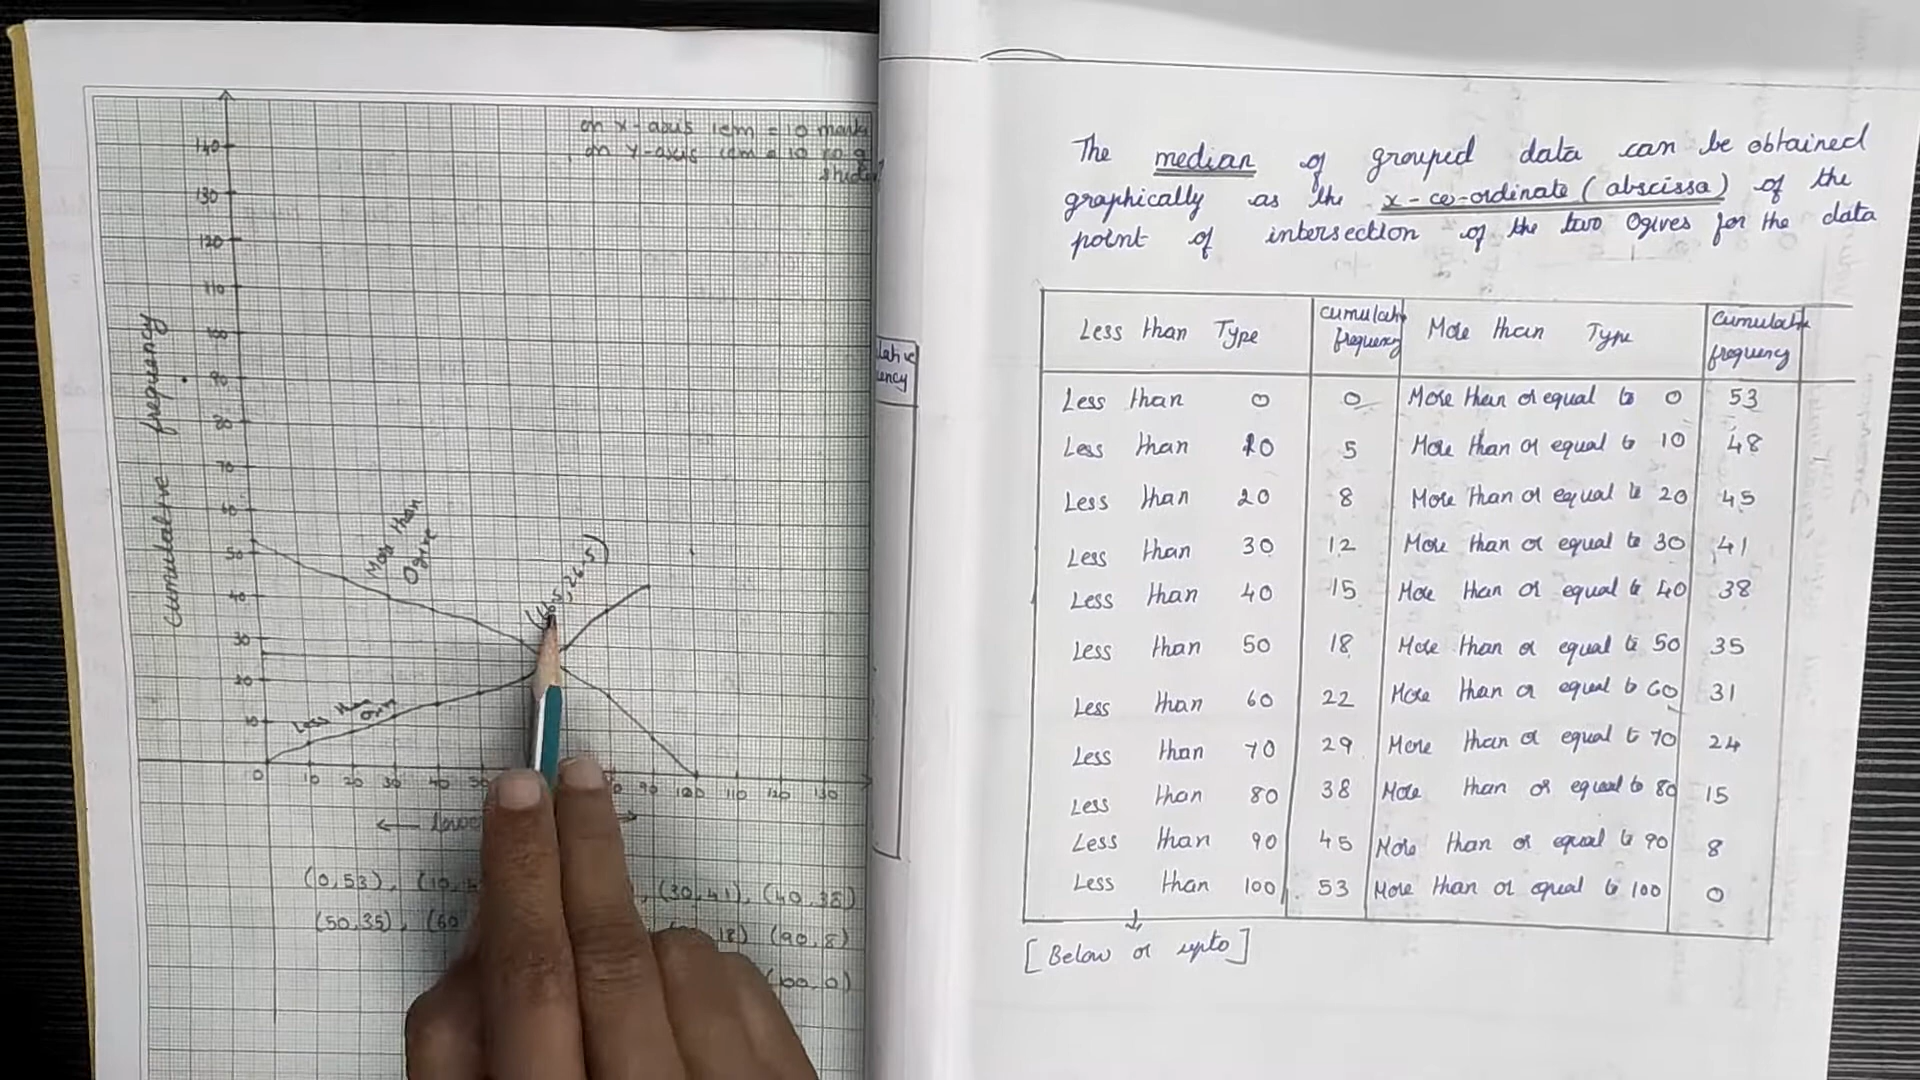 on x-axis 1cm = 10 marks
on y-axis 1cm = 10 no of
140
130
120
110
100
90
80
70
60
50
40
30
20
10
0 10 20 30 40 90 100 110 120 130
cumulative frequency
More than
Ogive
Less than
26.5)
(0,53), (30,41), (40,38)
(50,35), (60 (90,8)
(100,0)
The median of grouped data can be obtained
graphically as the x-co-ordinate (abscissa) of the
point of intersection of the two Ogives for the data
Less than Type cumulative frequency More than Type cumulative frequency
Less than 0 0 More than or equal to 0 53
Less than 10 5 More than or equal to 10 48
Less than 20 8 More than or equal to 20 45
Less than 30 12 More than or equal to 30 41
Less than 40 15 More than or equal to 40 38
Less than 50 18 More than or equal to 50 35
Less than 60 22 More than or equal to 60 31
Less than 70 29 More than or equal to 70 24
Less than 80 38 More than or equal to 80 15
Less than 90 45 More than or equal to 90 8
Less than 100 53 More than or equal to 100 0
[Below or upto]